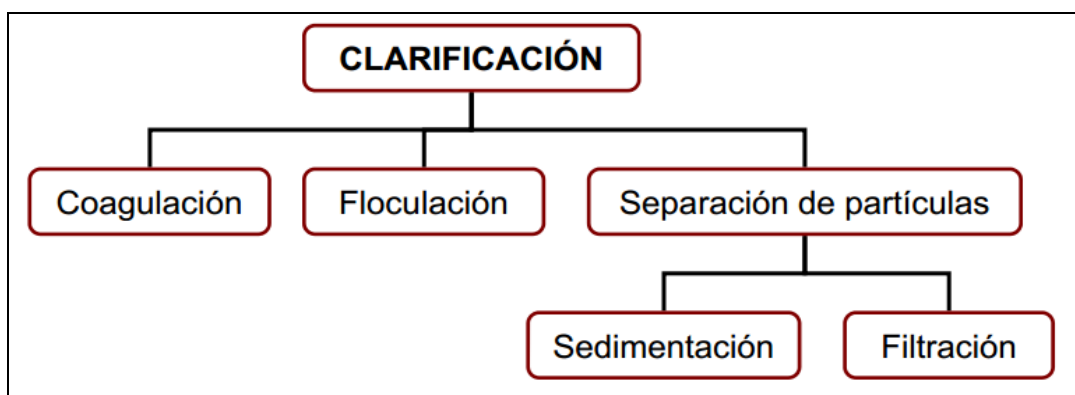 CLARIFICACIÓN
Coagulación
Floculación
Separación de partículas
Sedimentación
Filtración